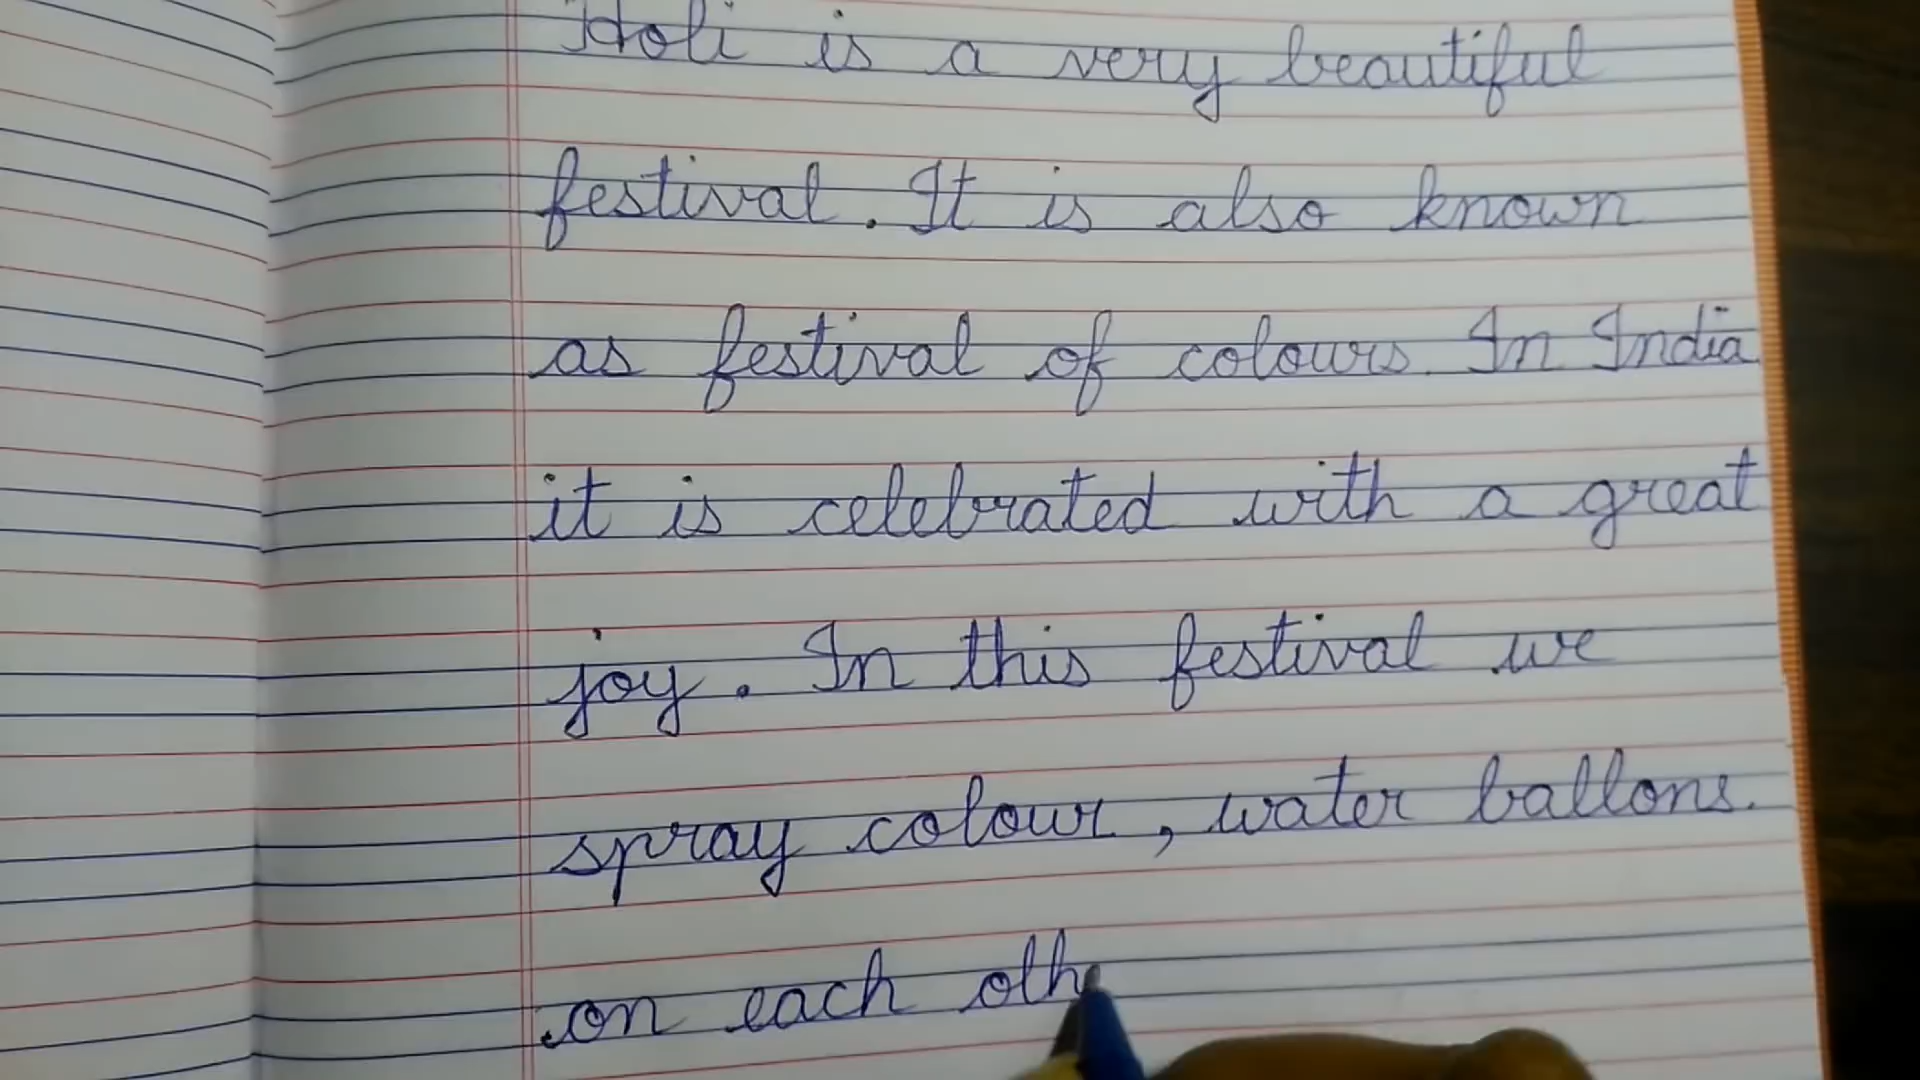 Holi is a very beautiful
festival. It is also known
as festival of colours. In India
it is celebrated with a great
joy. In this festival we
spray colour, water ballons.
on each oth